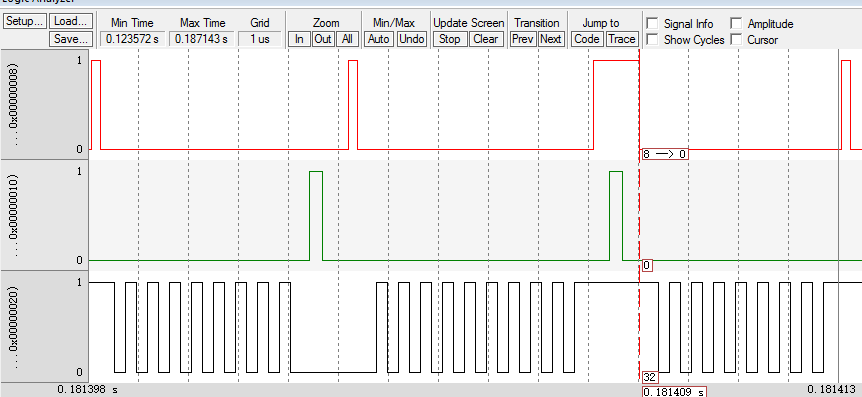 Logic Analyzer
Setup... Load... Min Time Max Time Grid Zoom Min/Max Update Screen Transition Jump to Signal Info Amplitude
Save... 0.123572 s 0.187143 s 1 us In Out All Auto Undo Stop Clear Prev Next Code Trace Show Cycles Cursor
1
...0x00000008)
0
8 --> 0
1
...0x00000010)
0
0
1
...0x00000020)
0
32
0.181398 s 0.181409 s 0.181413